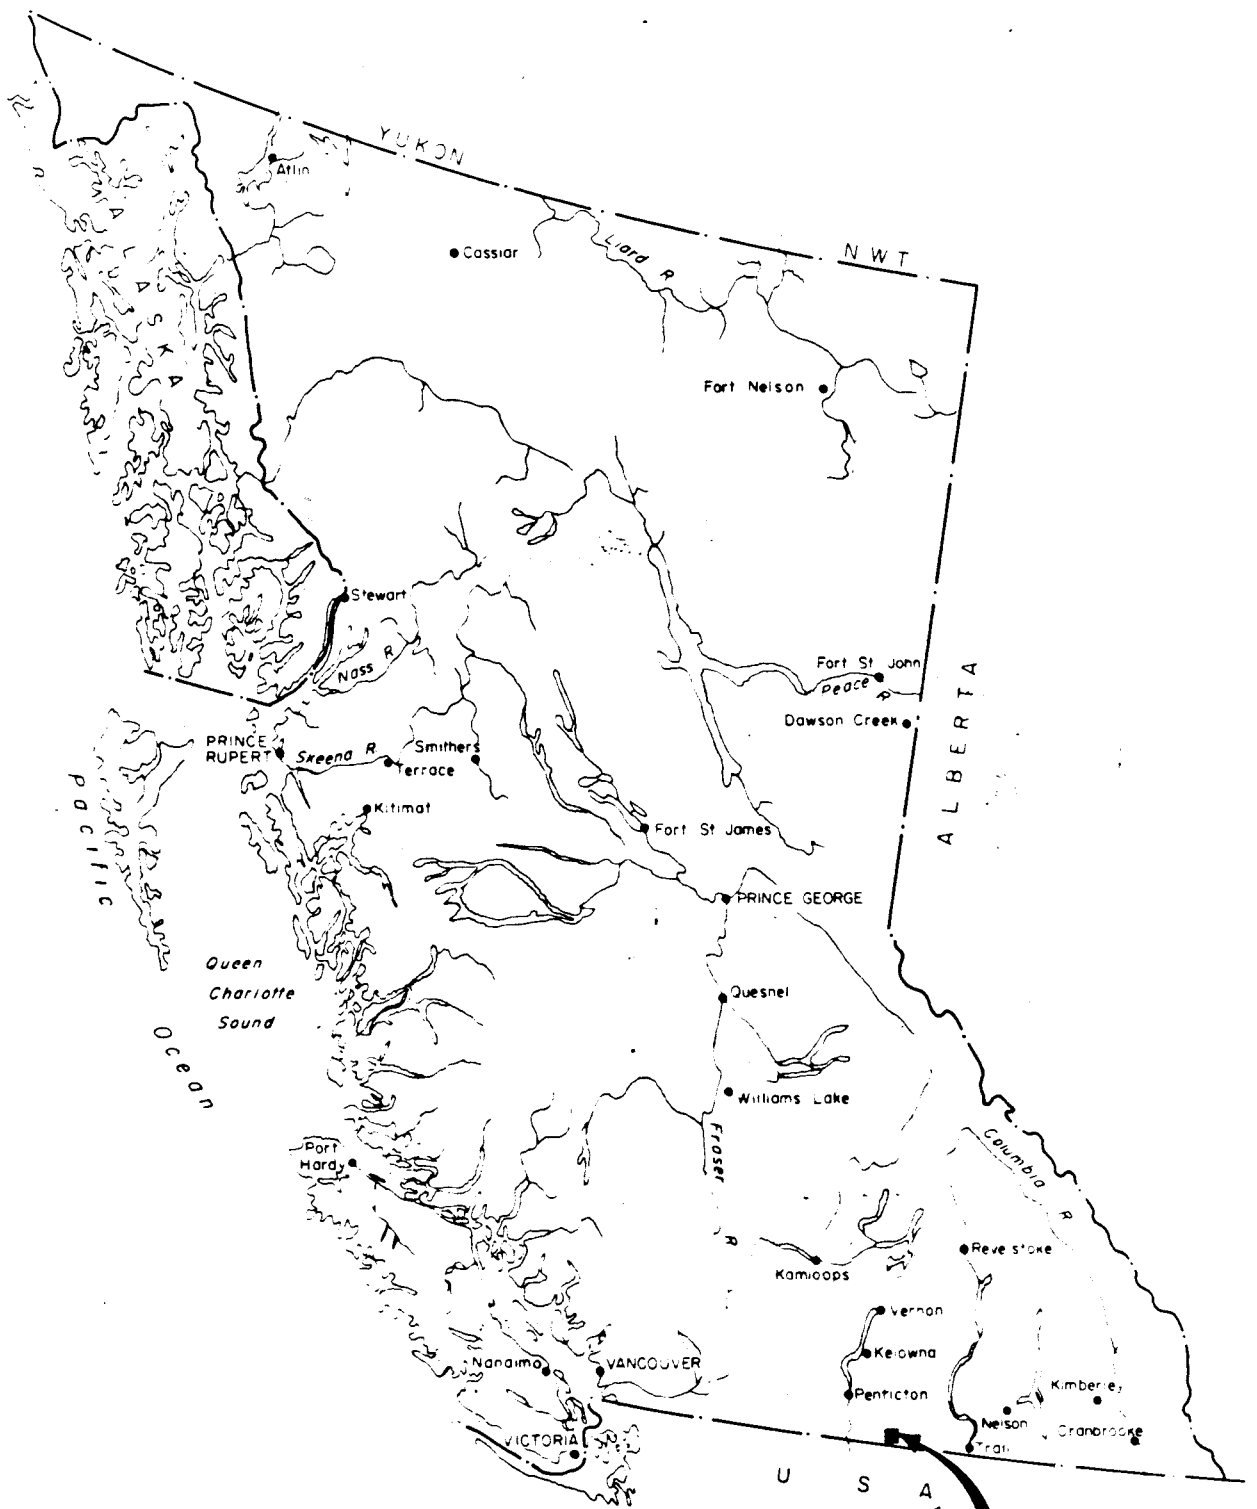 YUKON
Atlin
ALASKA
Cassiar
Liard R
NWT
Fort Nelson
Stewart
Nass R
Fort St John
Peace R
Dawson Creek
ALBERTA
PRINCE
RUPERT
Skeena R
Smithers
Terrace
Kitimat
Fort St James
Pacific
PRINCE GEORGE
Queen
Charlotte
Sound
Quesnel
Ocean
Williams Lake
Port
Hardy
Fraser R
Columbia R
Revelstoke
Kamloops
Vernon
Kelowna
Nanaimo
VANCOUVER
Penticton
Kimberley
Nelson
Cranbrooke
Trail
VICTORIA
U S A